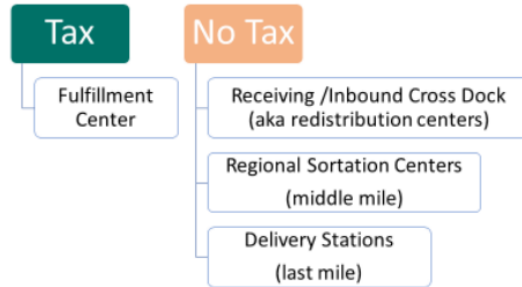 Tax
Fulfillment
Center
No Tax
Receiving /Inbound Cross Dock
(aka redistribution centers)
Regional Sortation Centers
(middle mile)
Delivery Stations
(last mile)